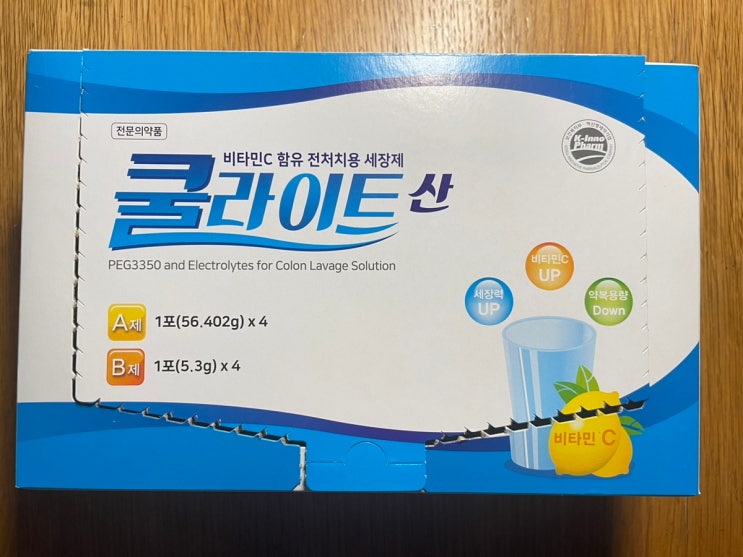 전문의약품
비타민C 함유 전처치용 세장제
쿨라이트산
PEG3350 and Electrolytes for Colon Lavage Solution
K-Inno
Pharm
A제 1포(56.402g) x 4
B제 1포(5.3g) x 4
세장력
UP
비타민C
UP
약복용량
Down
비타민 C